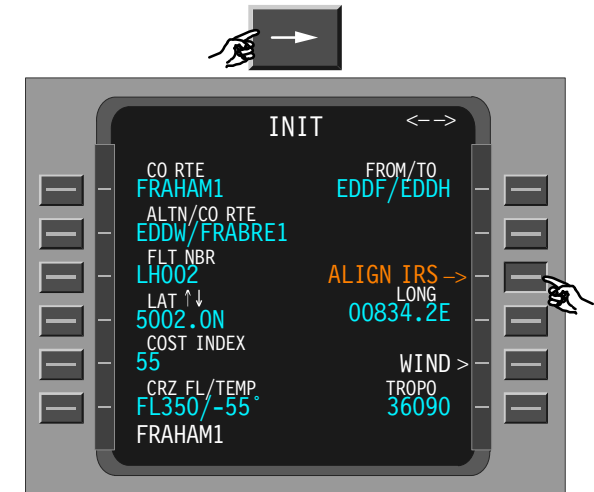 INIT <-->
CO RTE FROM/TO
FRAHAM1 EDDF/EDDH
ALTN/CO RTE
EDDW/FRABRE1
FLT NBR
LH002 ALIGN IRS->
LAT ↑↓ LONG
5002.0N 00834.2E
COST INDEX
55 WIND >
CRZ FL/TEMP TROPO
FL350/-55° 36090
FRAHAM1